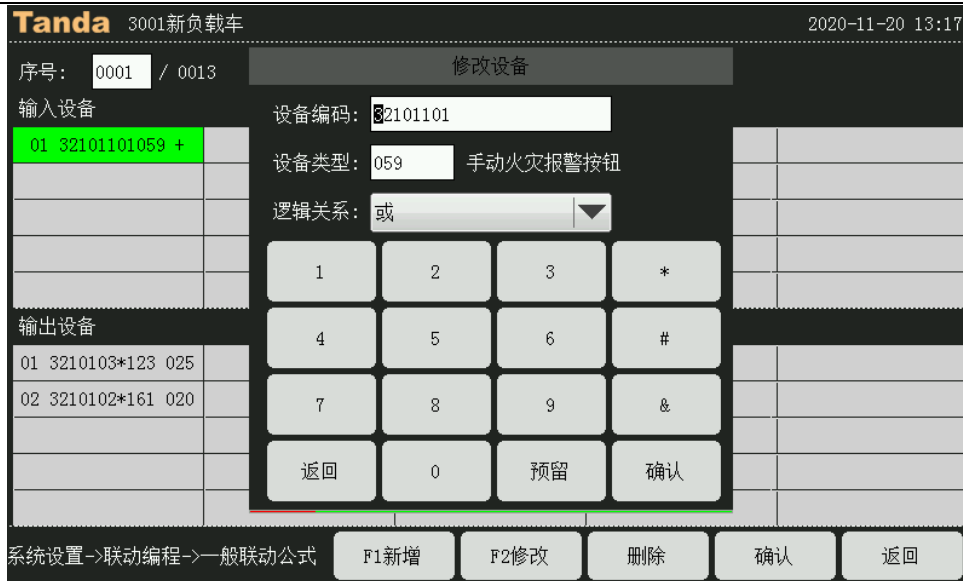 Tanda 3001新负载车 2020-11-20 13:17
序号: 0001 / 0013
修改设备
输入设备
设备编码: 32101101
01 32101101059 +
设备类型: 059 手动火灾报警按钮
逻辑关系: 或
1 2 3 *
输出设备
4 5 6 #
01 3210103*123 025
02 3210102*161 020
7 8 9 &
返回 0 预留 确认
系统设置->联动编程->一般联动公式 F1新增 F2修改 删除 确认 返回